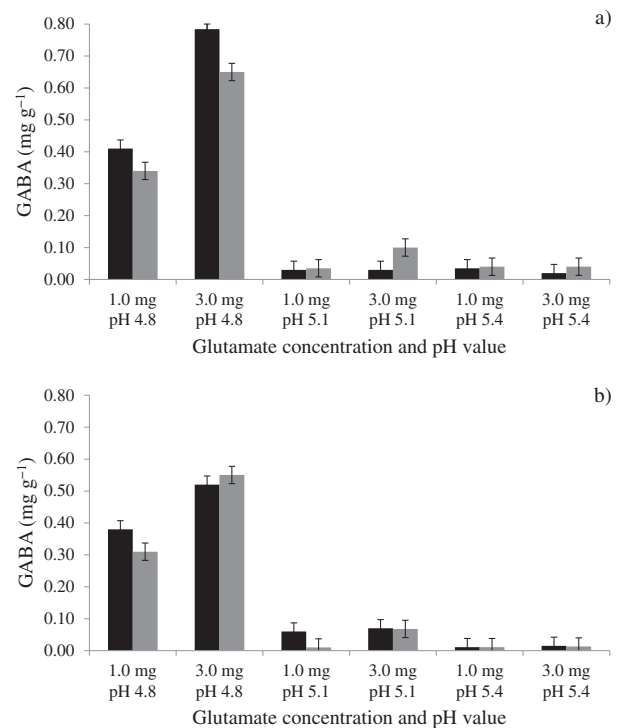 a)
0.80
0.70
0.60
0.50
0.40
0.30
0.20
0.10
0.00
GABA (mg g⁻¹)
1.0 mg 3.0 mg 1.0 mg 3.0 mg 1.0 mg 3.0 mg
pH 4.8 pH 4.8 pH 5.1 pH 5.1 pH 5.4 pH 5.4
Glutamate concentration and pH value
b)
0.80
0.70
0.60
0.50
0.40
0.30
0.20
0.10
0.00
GABA (mg g⁻¹)
1.0 mg 3.0 mg 1.0 mg 3.0 mg 1.0 mg 3.0 mg
pH 4.8 pH 4.8 pH 5.1 pH 5.1 pH 5.4 pH 5.4
Glutamate concentration and pH value